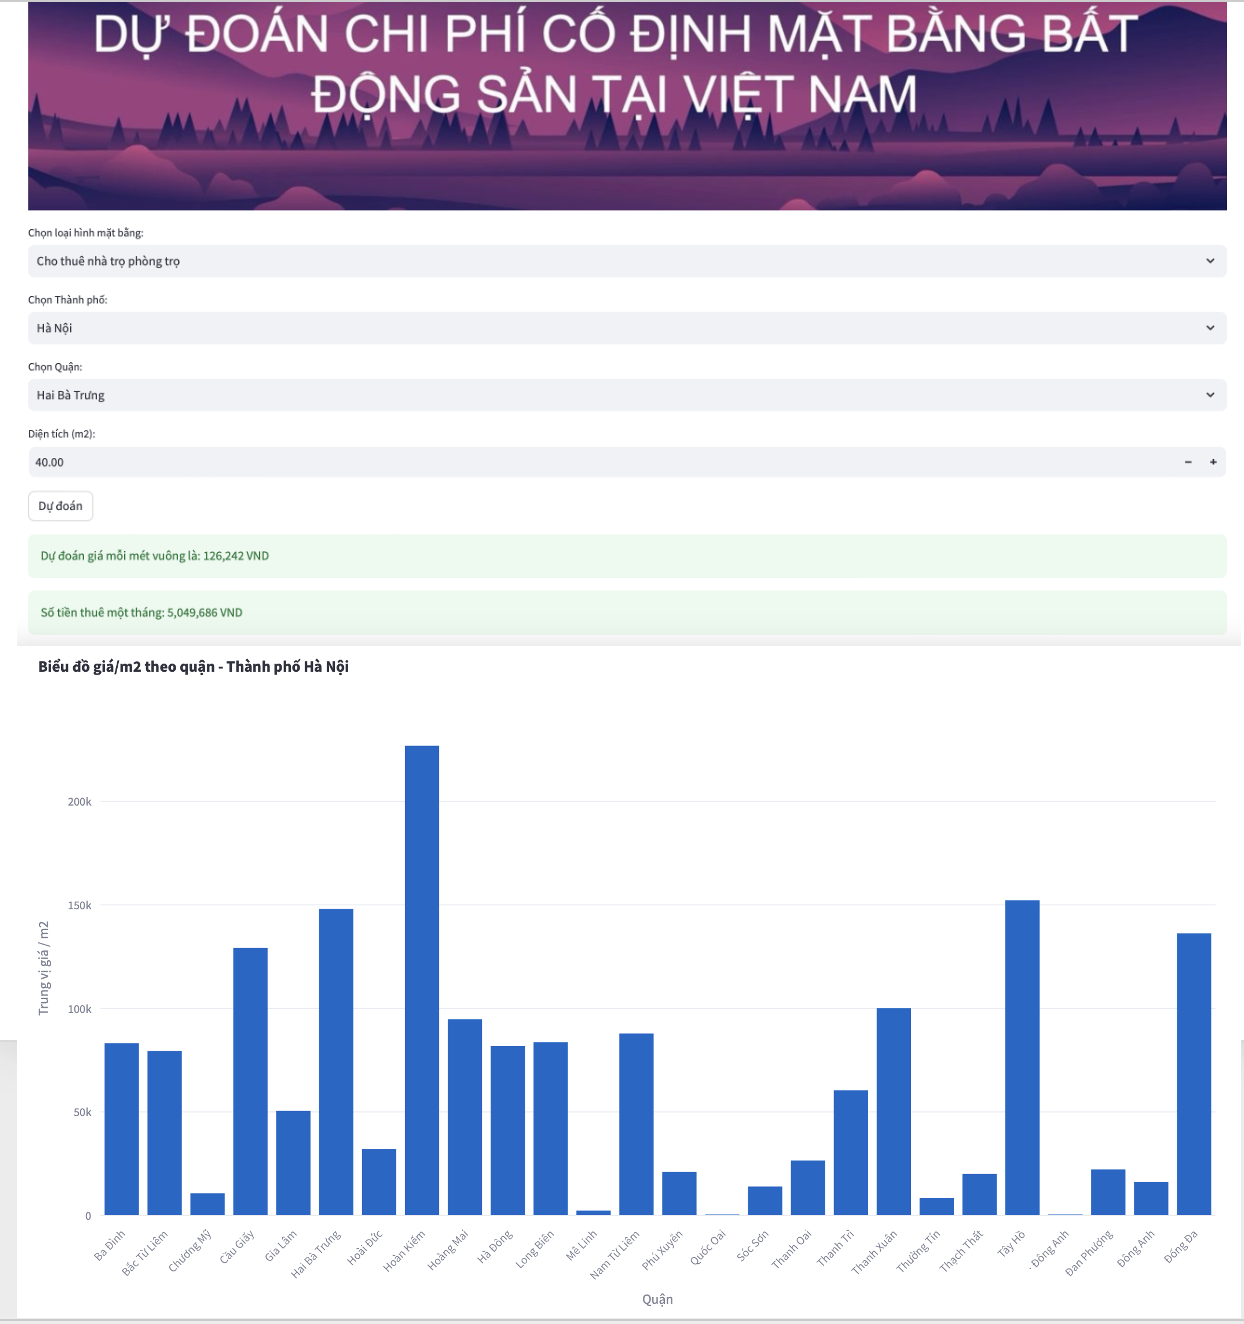 DỰ ĐOÁN CHI PHÍ CỐ ĐỊNH MẶT BẰNG BẤT
ĐỘNG SẢN TẠI VIỆT NAM
Chọn loại hình mặt bằng:
Cho thuê nhà trọ phòng trọ
Chọn Thành phố:
Hà Nội
Chọn Quận:
Hai Bà Trưng
Diện tích (m2):
40.00
Dự đoán
Dự đoán giá mỗi mét vuông là: 126,242 VND
Số tiền thuê một tháng: 5,049,686 VND
Biểu đồ giá/m2 theo quận - Thành phố Hà Nội
Trung vị giá / m2
200k
150k
100k
50k
0
Ba Đình
Bắc Từ Liêm
Chương Mỹ
Cầu Giấy
Gia Lâm
Hai Bà Trưng
Hoài Đức
Hoàn Kiếm
Hoàng Mai
Hà Đông
Long Biên
Mê Linh
Nam Từ Liêm
Phú Xuyên
Quốc Oai
Sóc Sơn
Thanh Oai
Thanh Trì
Thanh Xuân
Thường Tín
Thạch Thất
Tây Hồ
· Đông Anh
Đan Phượng
Đông Anh
Đống Đa
Quận